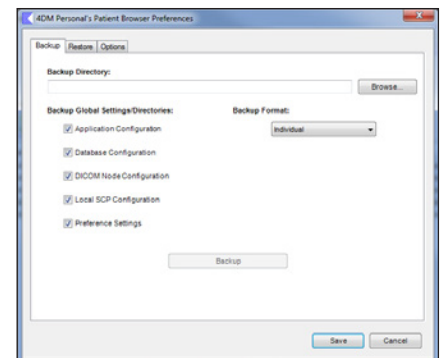 4DM Personal's Patient Browser Preferences
Backup Restore Options
Backup Directory:
Browse...
Backup Global Settings/Directories: Backup Format:
Application Configuraton Individual
Database Configuration
DICOM Node Configuration
Local SCP Configuration
Preference Settings
Backup
Save Cancel